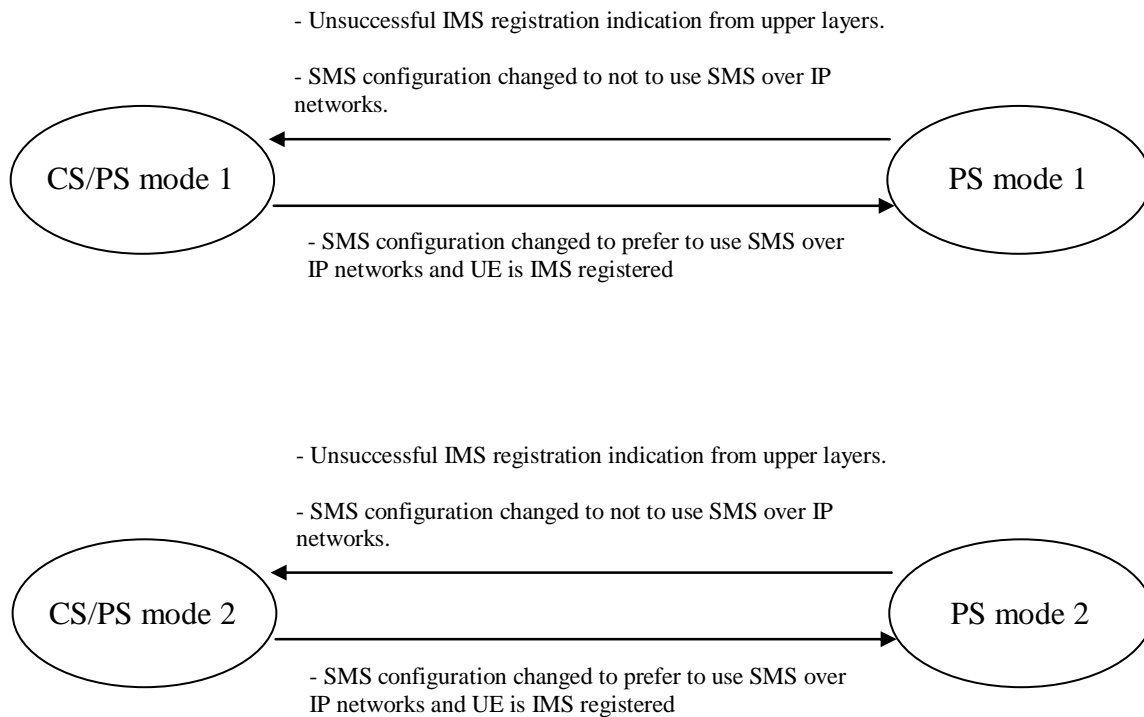 - Unsuccessful IMS registration indication from upper layers.
- SMS configuration changed to not to use SMS over IP
networks.
CS/PS mode 1
PS mode 1
- SMS configuration changed to prefer to use SMS over
IP networks and UE is IMS registered
- Unsuccessful IMS registration indication from upper layers.
- SMS configuration changed to not to use SMS over IP
networks.
CS/PS mode 2
PS mode 2
- SMS configuration changed to prefer to use SMS over
IP networks and UE is IMS registered